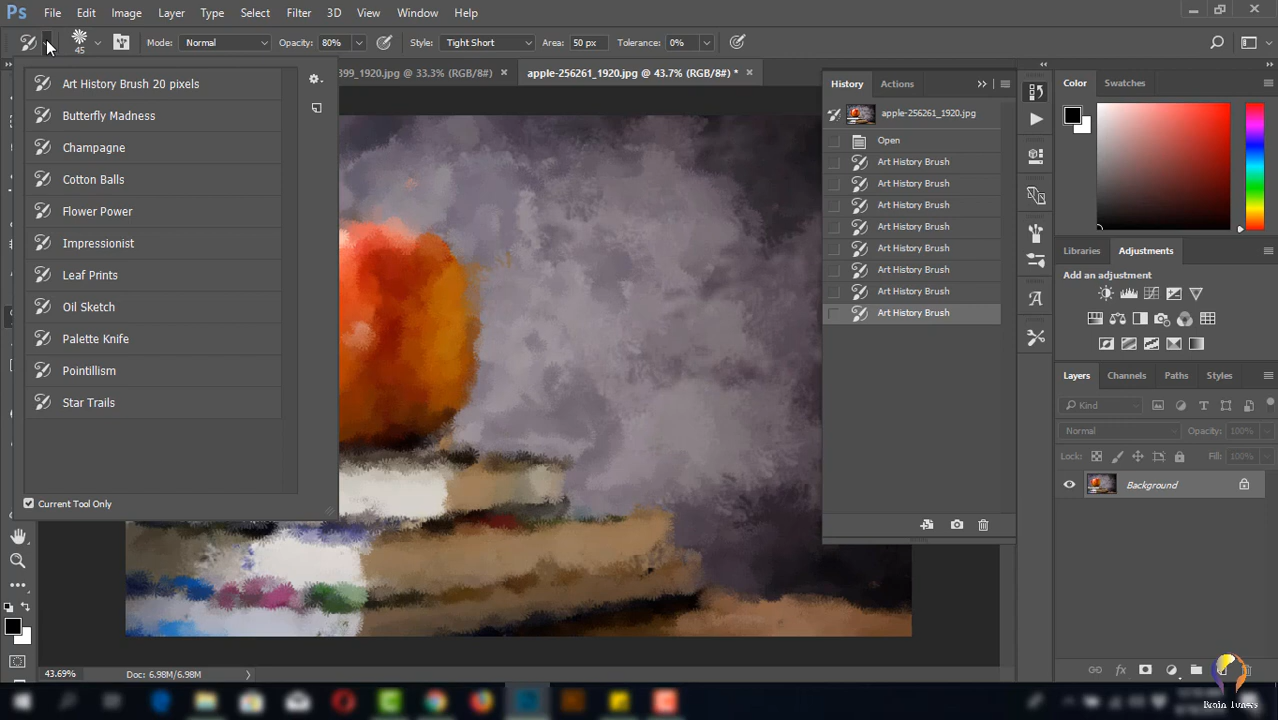 Ps File Edit Image Layer Type Select Filter 3D View Window Help
45 Mode: Normal Opacity: 80% Style: Tight Short Area: 50 px Tolerance: 0%
399_1920.jpg @ 33.3% (RGB/8#) × apple-256261_1920.jpg @ 43.7% (RGB/8#) * ×
Art History Brush 20 pixels
Butterfly Madness
Champagne
Cotton Balls
Flower Power
Impressionist
Leaf Prints
Oil Sketch
Palette Knife
Pointillism
Star Trails
Current Tool Only
History Actions
apple-256261_1920.jpg
Open
Art History Brush
Art History Brush
Art History Brush
Art History Brush
Art History Brush
Art History Brush
Art History Brush
Art History Brush
Color Swatches
Libraries Adjustments
Add an adjustment
Layers Channels Paths Styles
Kind
Normal Opacity: 100%
Lock: Fill: 100%
Background
43.69% Doc: 6.98M/6.98M